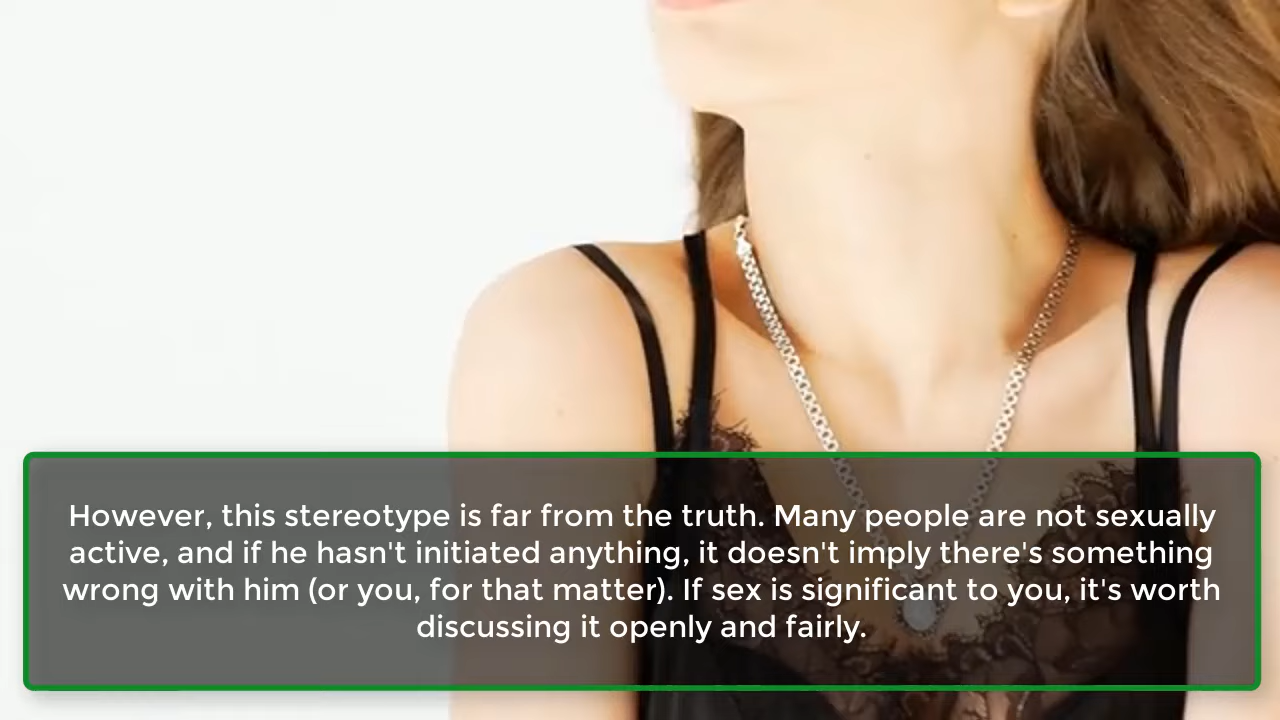 However, this stereotype is far from the truth. Many people are not sexually
active, and if he hasn't initiated anything, it doesn't imply there's something
wrong with him (or you, for that matter). If sex is significant to you, it's worth
discussing it openly and fairly.